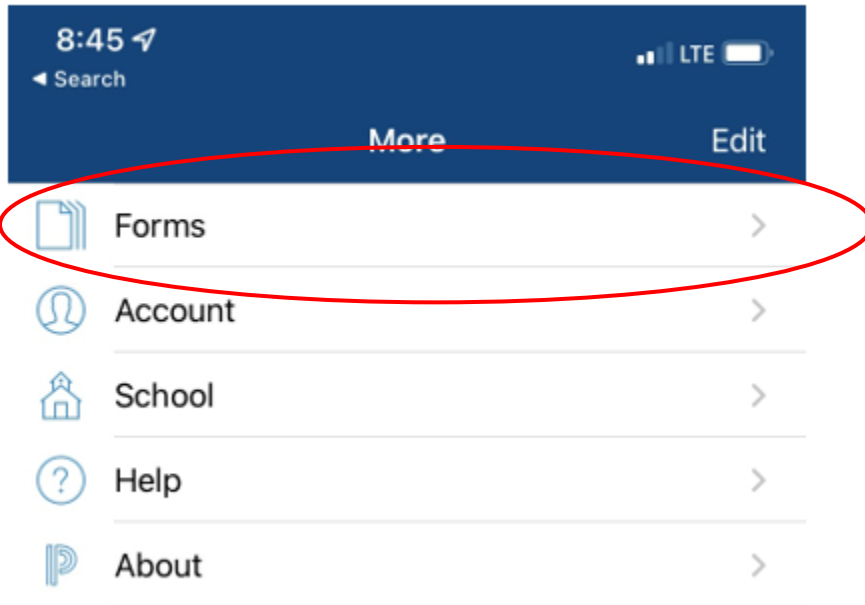 8:45
◀ Search
LTE
More
Edit
Forms
Account
School
? Help
About